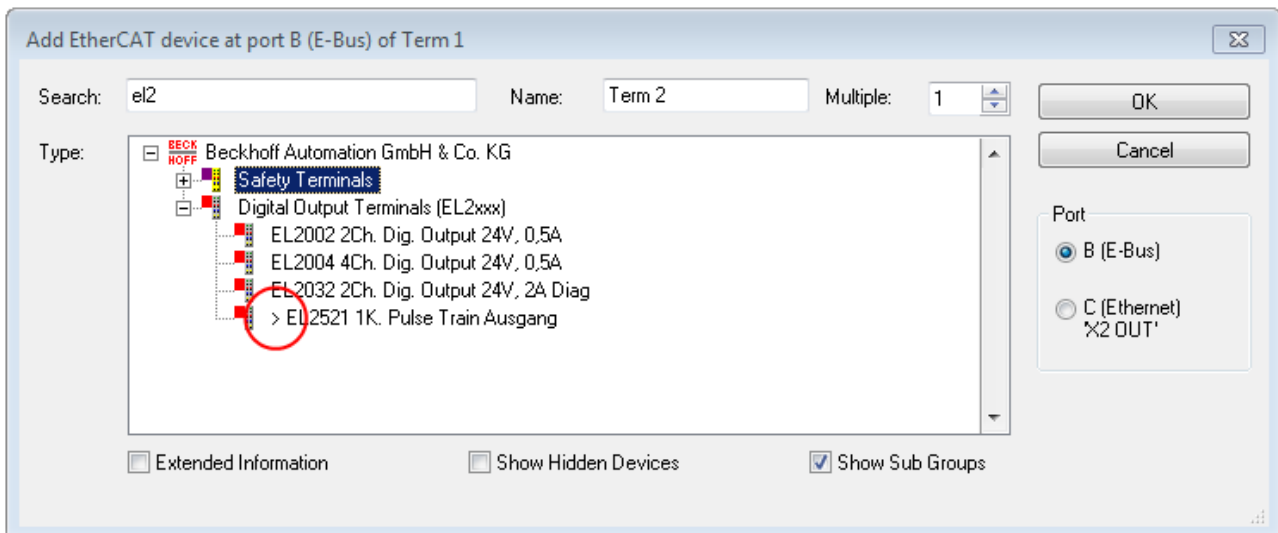 Add EtherCAT device at port B (E-Bus) of Term 1
Search: el2 Name: Term 2 Multiple: 1 OK
Type: BECKHOFF Beckhoff Automation GmbH & Co. KG Cancel
Safety Terminals
Digital Output Terminals (EL2xxx)
Port
EL2002 2Ch. Dig. Output 24V, 0,5A
B (E-Bus)
EL2004 4Ch. Dig. Output 24V, 0,5A
EL2032 2Ch. Dig. Output 24V, 2A Diag
> EL2521 1K. Pulse Train Ausgang
C (Ethernet)
'X2 OUT'
Extended Information Show Hidden Devices Show Sub Groups